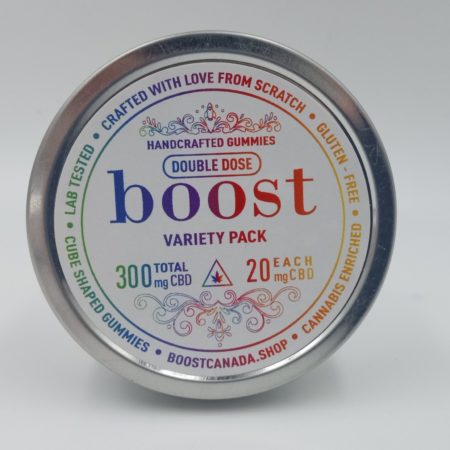 CRAFTED WITH LOVE FROM SCRATCH • GLUTEN - FREE • CANNABIS ENRICHED • BOOSTCANADA.SHOP • CUBE SHAPED GUMMIES • LAB TESTED •
HANDCRAFTED GUMMIES
DOUBLE DOSE
boost
VARIETY PACK
300 TOTAL mg CBD
20 EACH mg CBD